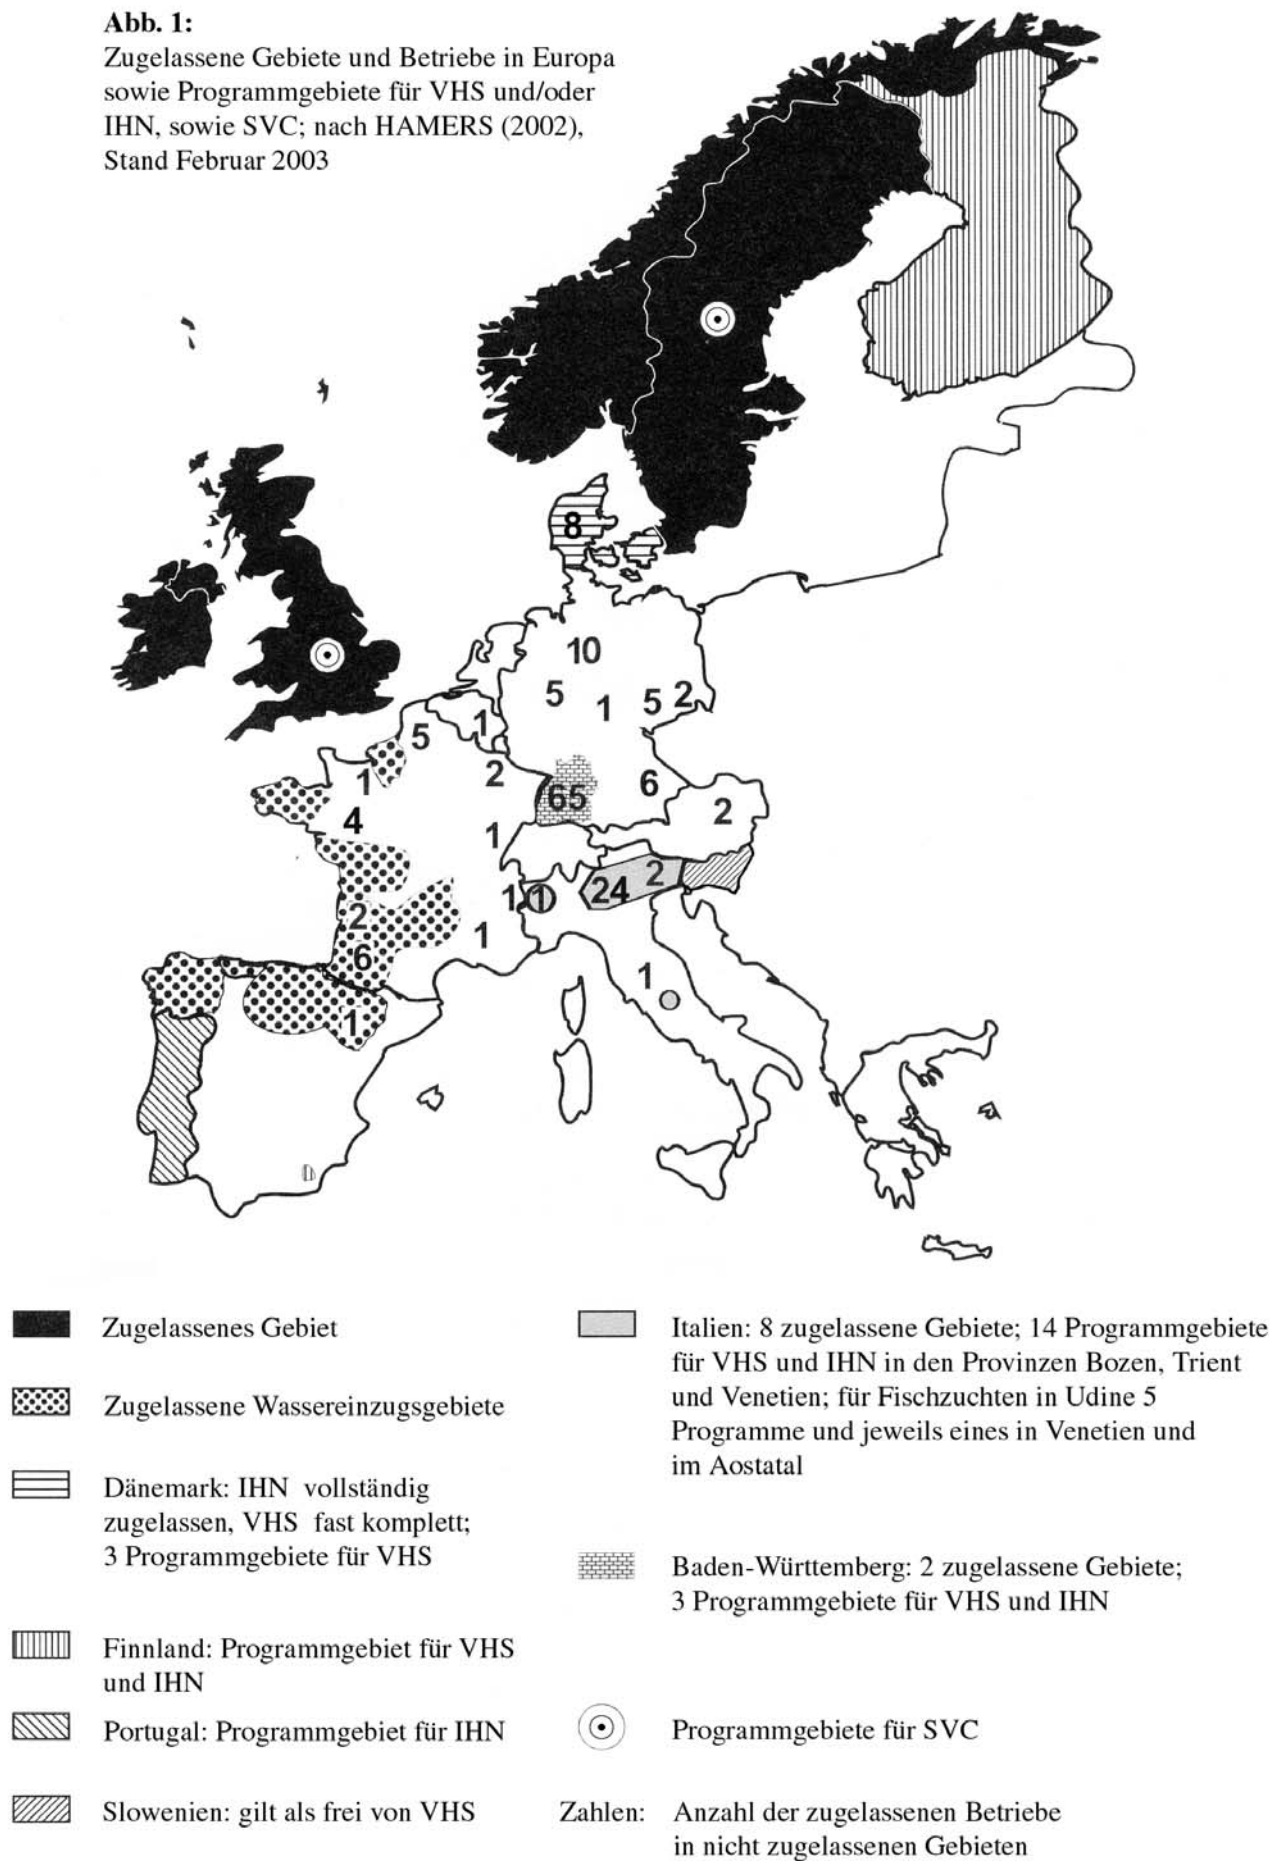 Abb. 1:
Zugelassene Gebiete und Betriebe in Europa
sowie Programmgebiete für VHS und/oder
IHN, sowie SVC; nach HAMERS (2002),
Stand Februar 2003
8
10
5
1
5
2
5
1
1
2
65
6
2
4
1
2
24
1
1
2
6
1
1
1
Zugelassenes Gebiet
Zugelassene Wassereinzugsgebiete
Dänemark: IHN vollständig
zugelassen, VHS fast komplett;
3 Programmgebiete für VHS
Finnland: Programmgebiet für VHS
und IHN
Portugal: Programmgebiet für IHN
Slowenien: gilt als frei von VHS
Italien: 8 zugelassene Gebiete; 14 Programmgebiete
für VHS und IHN in den Provinzen Bozen, Trient
und Venetien; für Fischzuchten in Udine 5
Programme und jeweils eines in Venetien und
im Aostatal
Baden-Württemberg: 2 zugelassene Gebiete;
3 Programmgebiete für VHS und IHN
Programmgebiete für SVC
Zahlen: Anzahl der zugelassenen Betriebe
in nicht zugelassenen Gebieten